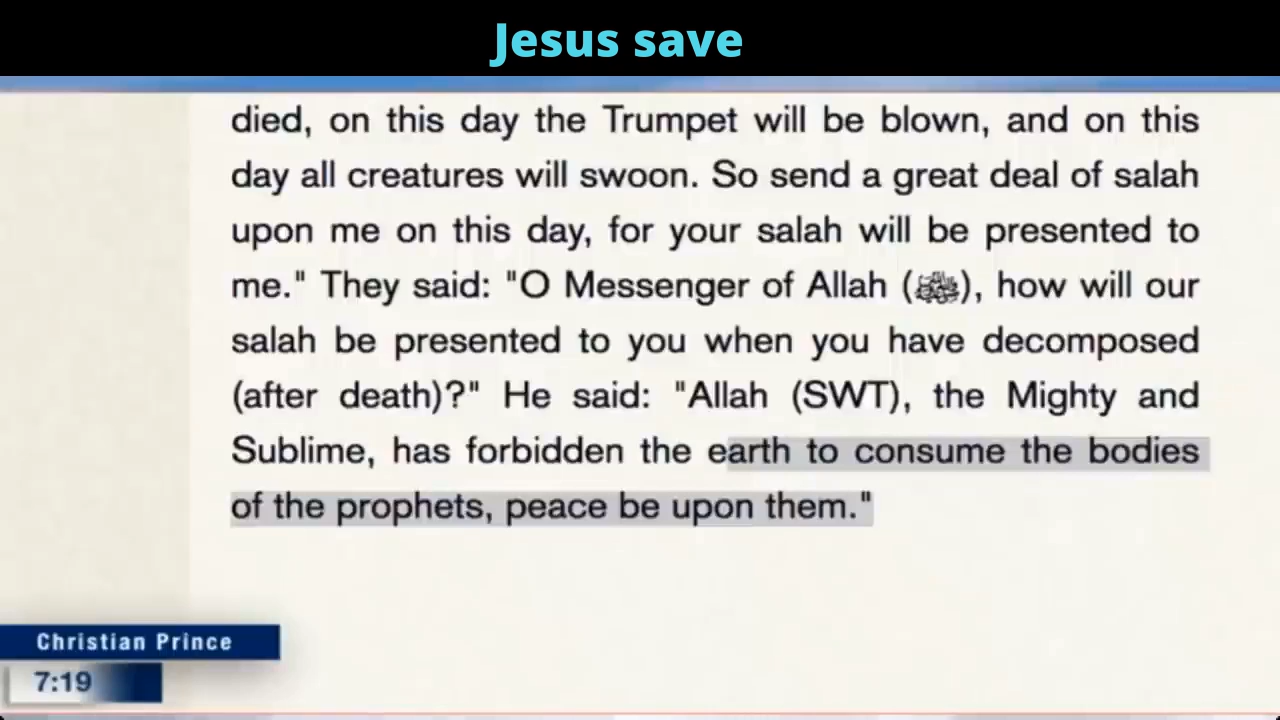 Jesus save
died, on this day the Trumpet will be blown, and on this
day all creatures will swoon. So send a great deal of salah
upon me on this day, for your salah will be presented to
me." They said: "O Messenger of Allah (ﷺ), how will our
salah be presented to you when you have decomposed
(after death)?" He said: "Allah (SWT), the Mighty and
Sublime, has forbidden the earth to consume the bodies
of the prophets, peace be upon them."
Christian Prince
7:19